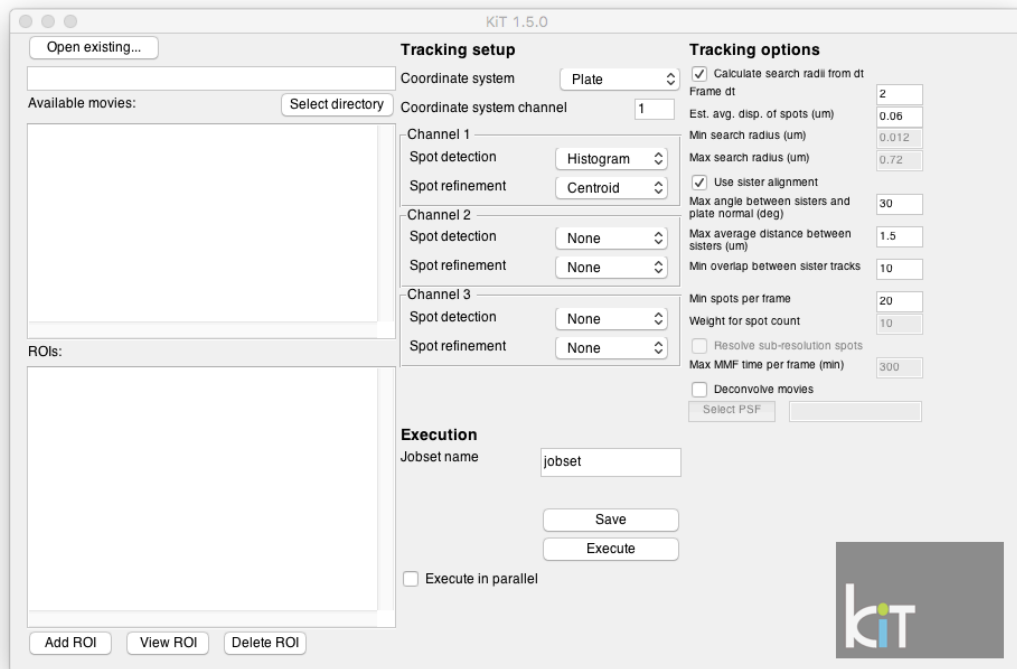 KiT 1.5.0
Open existing...
Available movies:
Select directory
ROIs:
Add ROI
View ROI
Delete ROI
Tracking setup
Coordinate system
Plate
Coordinate system channel
1
Channel 1
Spot detection
Histogram
Spot refinement
Centroid
Channel 2
Spot detection
None
Spot refinement
None
Channel 3
Spot detection
None
Spot refinement
None
Execution
Jobset name
jobset
Save
Execute
Execute in parallel
Tracking options
Calculate search radii from dt
Frame dt
2
Est. avg. disp. of spots (um)
0.06
Min search radius (um)
0.012
Max search radius (um)
0.72
Use sister alignment
Max angle between sisters and
plate normal (deg)
30
Max average distance between
sisters (um)
1.5
Min overlap between sister tracks
10
Min spots per frame
20
Weight for spot count
10
Resolve sub-resolution spots
Max MMF time per frame (min)
300
Deconvolve movies
Select PSF
kiT